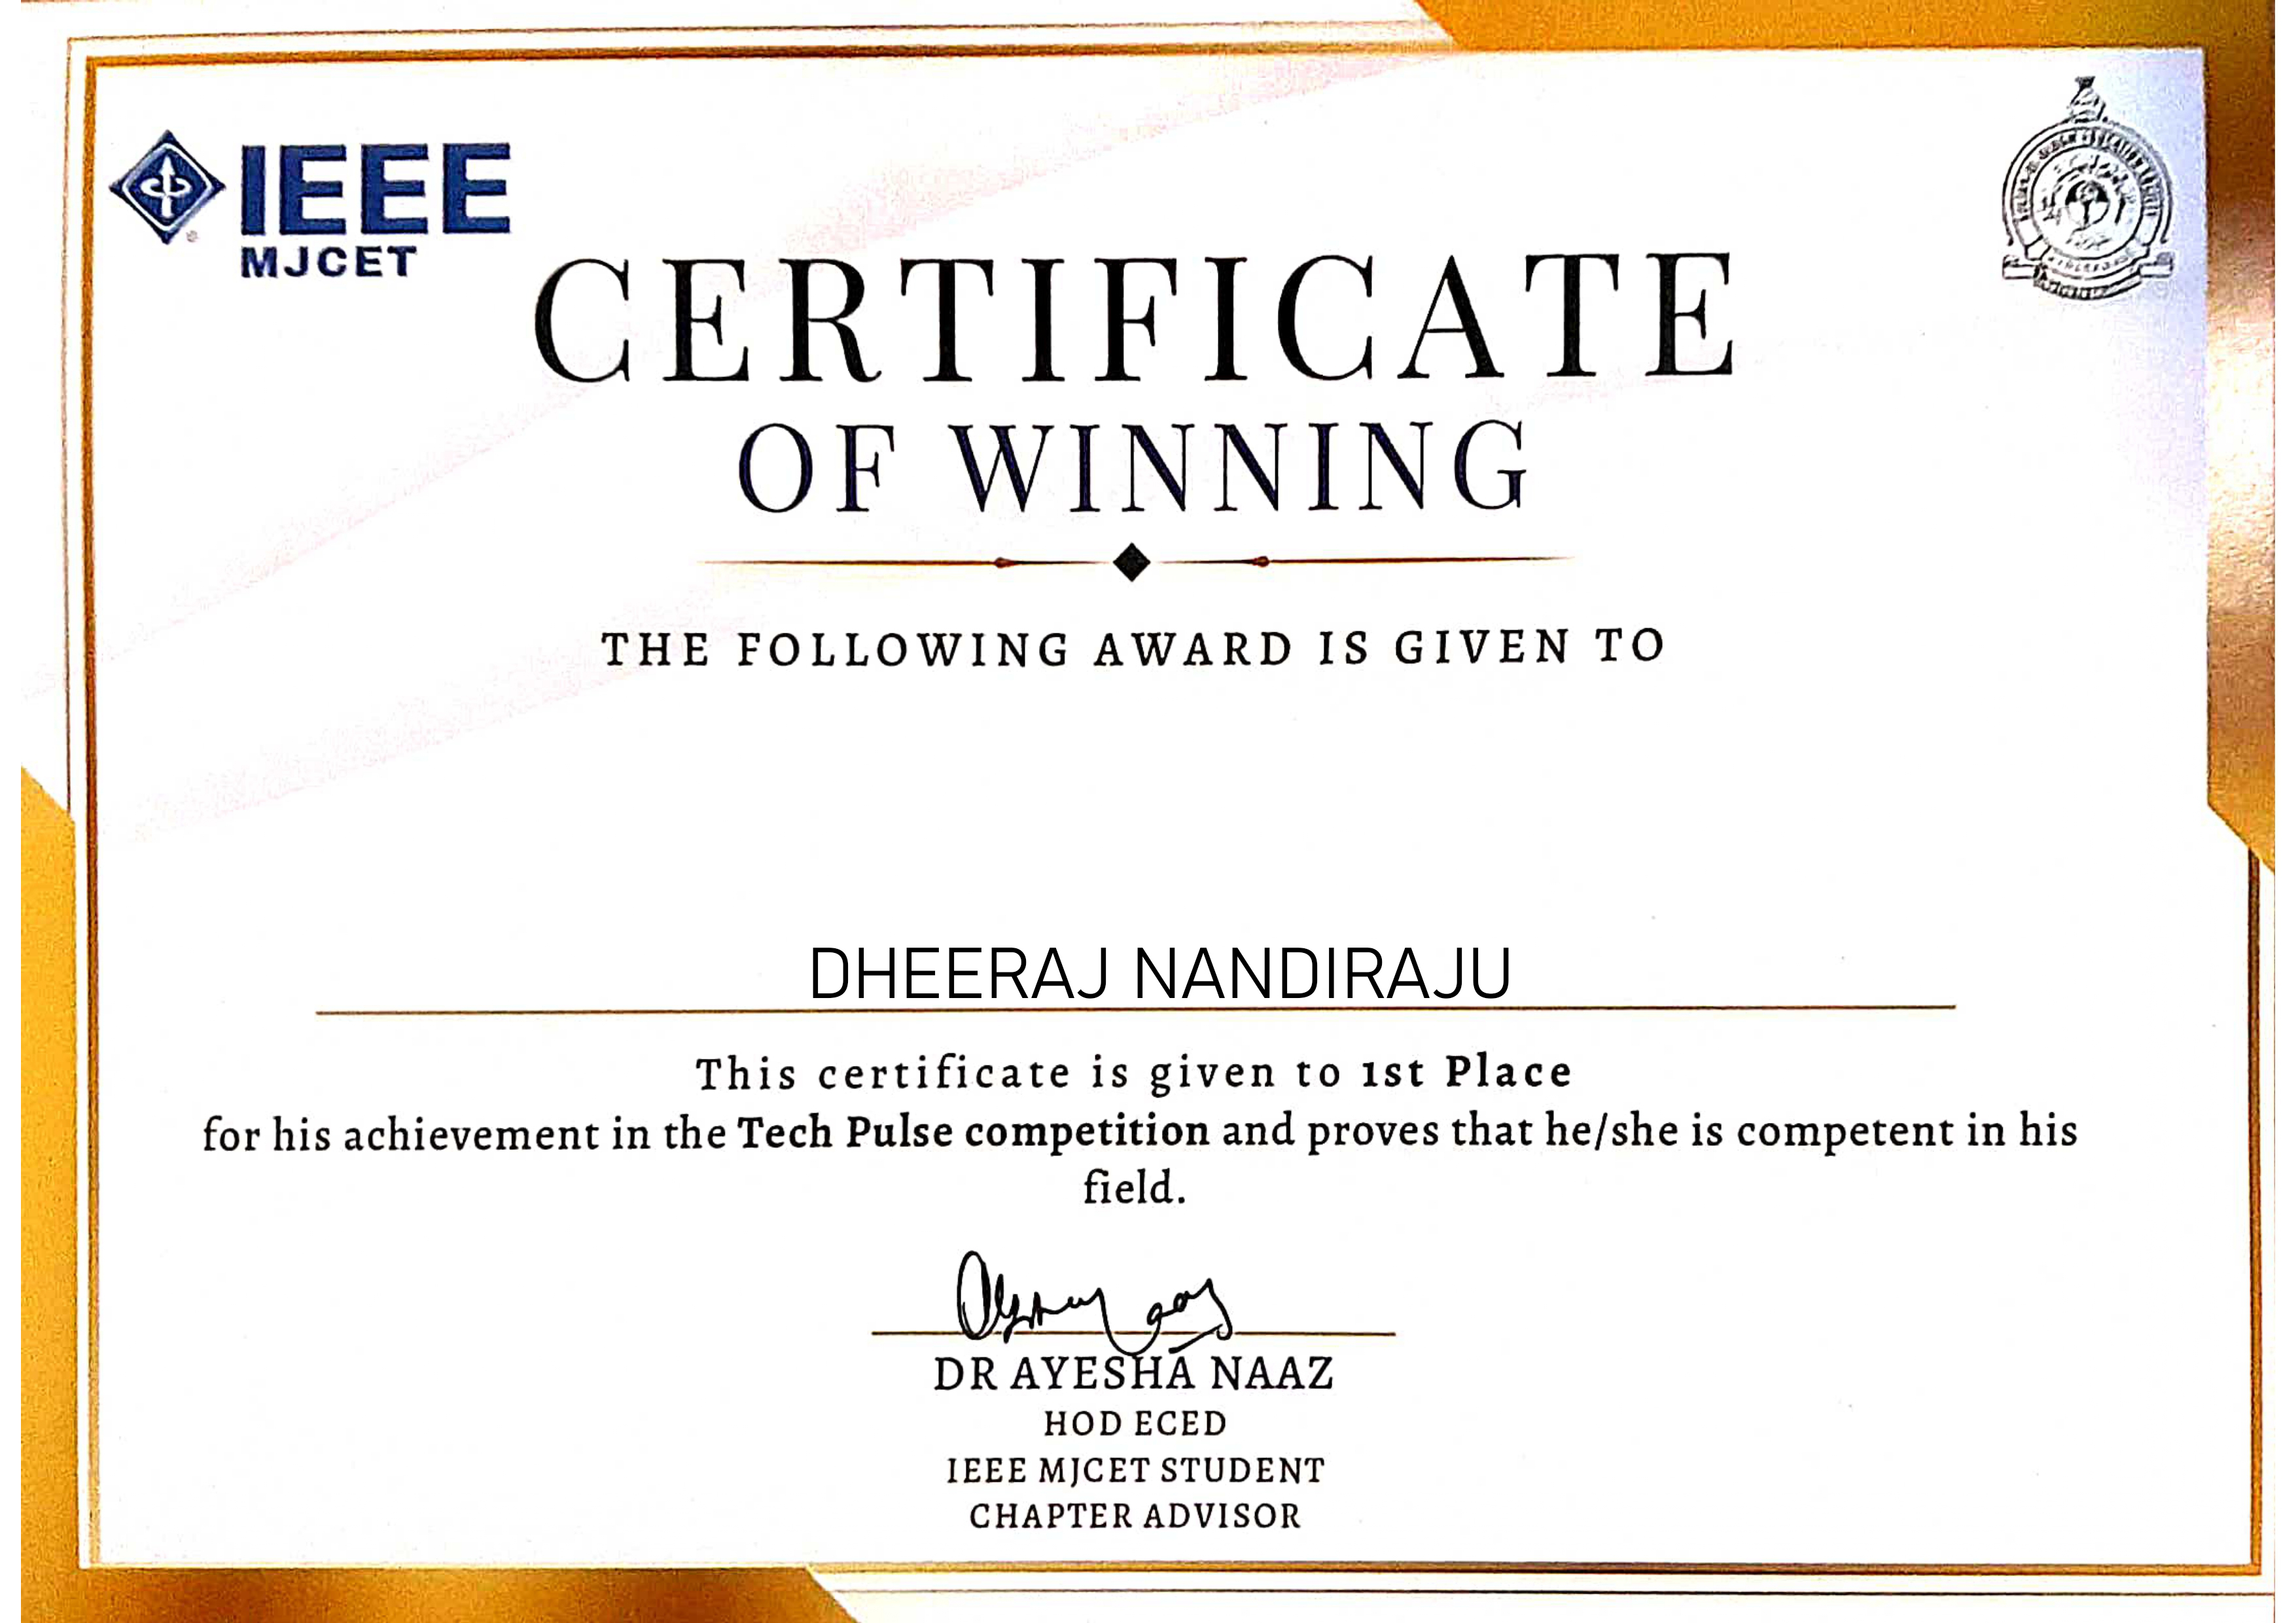 IEEE
MJCET
CERTIFICATE
OF WINNING
THE FOLLOWING AWARD IS GIVEN TO
DHEERAJ NANDIRAJU
This certificate is given to 1st Place
for his achievement in the Tech Pulse competition and proves that he/she is competent in his
field.
DR AYESHA NAAZ
HOD ECED
IEEE MJCET STUDENT
CHAPTER ADVISOR